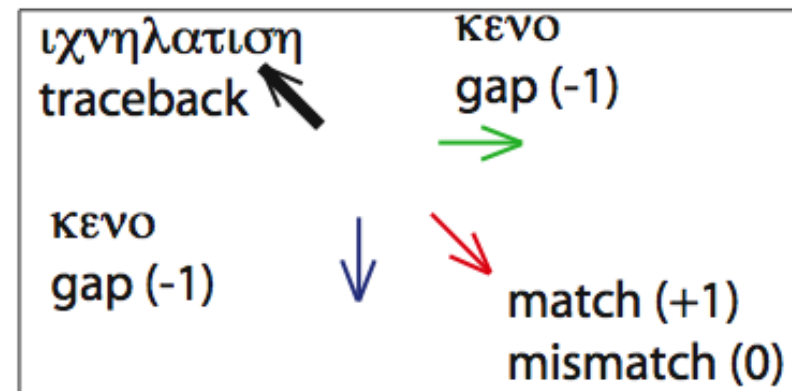 ιχνηλατιση
traceback
κενο
gap (-1)
κενο
gap (-1)
match (+1)
mismatch (0)